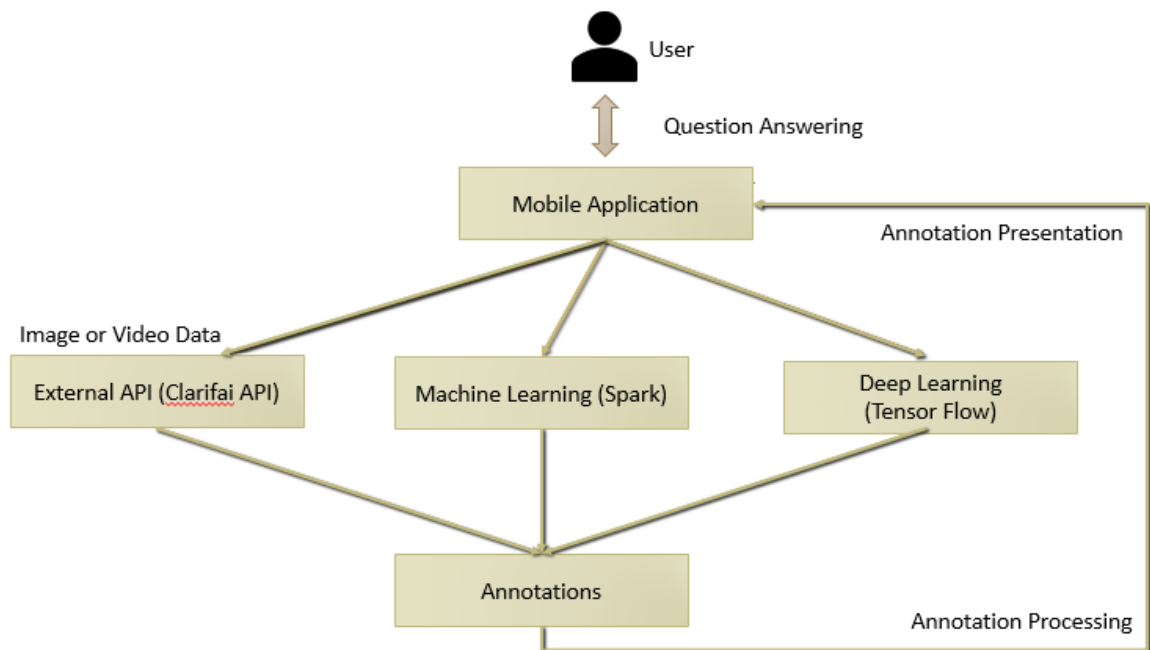 User
Question Answering
Mobile Application
Annotation Presentation
Image or Video Data
External API (Clarifai API)
Machine Learning (Spark)
Deep Learning
(Tensor Flow)
Annotations
Annotation Processing